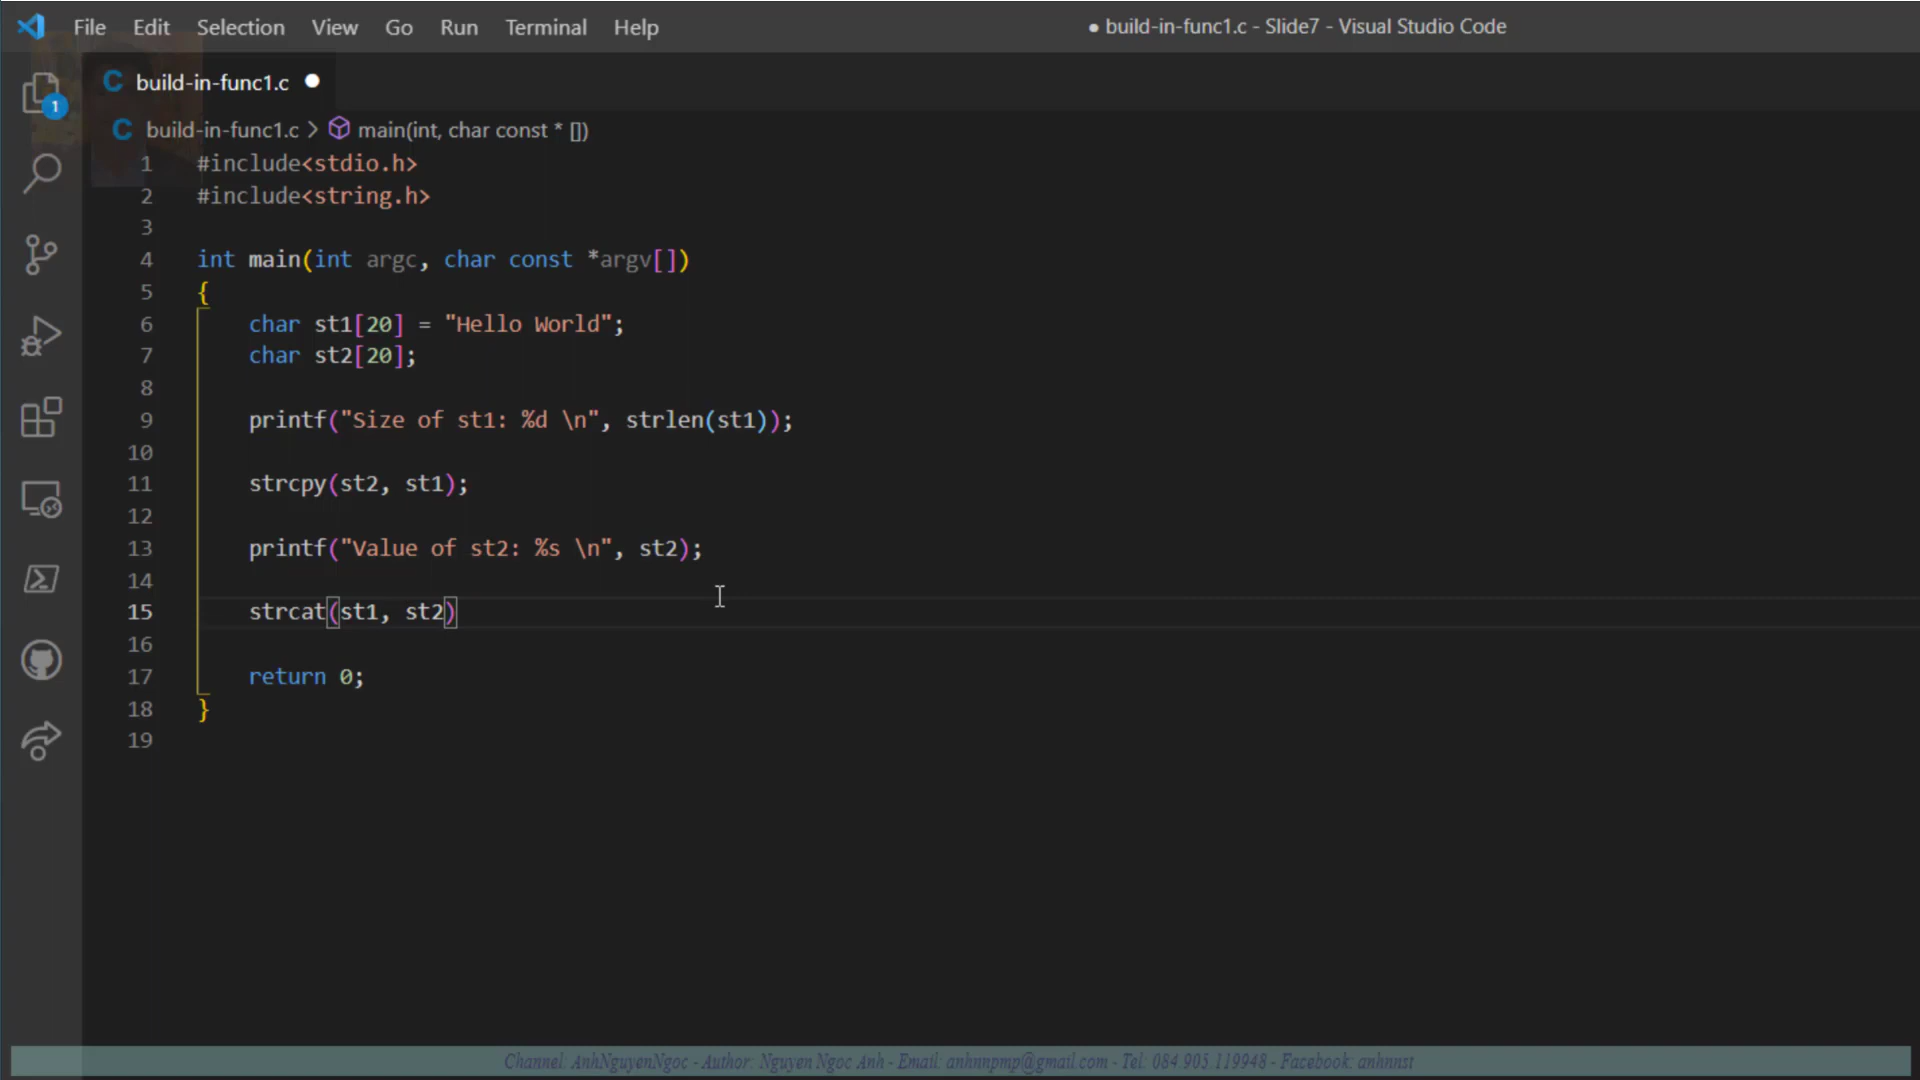 File Edit Selection View Go Run Terminal Help ● build-in-func1.c - Slide7 - Visual Studio Code
C build-in-func1.c ●
1
C build-in-func1.c > main(int, char const * [])
1 #include<stdio.h>
2 #include<string.h>
3
4 int main(int argc, char const *argv[])
5 {
6     char st1[20] = "Hello World";
7     char st2[20];
8
9     printf("Size of st1: %d \n", strlen(st1));
10
11     strcpy(st2, st1);
12
13     printf("Value of st2: %s \n", st2);
14
15     strcat(st1, st2)
16
17     return 0;
18 }
19
Channel: AnhNguyenNgoc - Author: Nguyen Ngoc Anh - Email: anhnnpmp@gmail.com - Tel: 084.905.119948 - Facebook: anhnnst